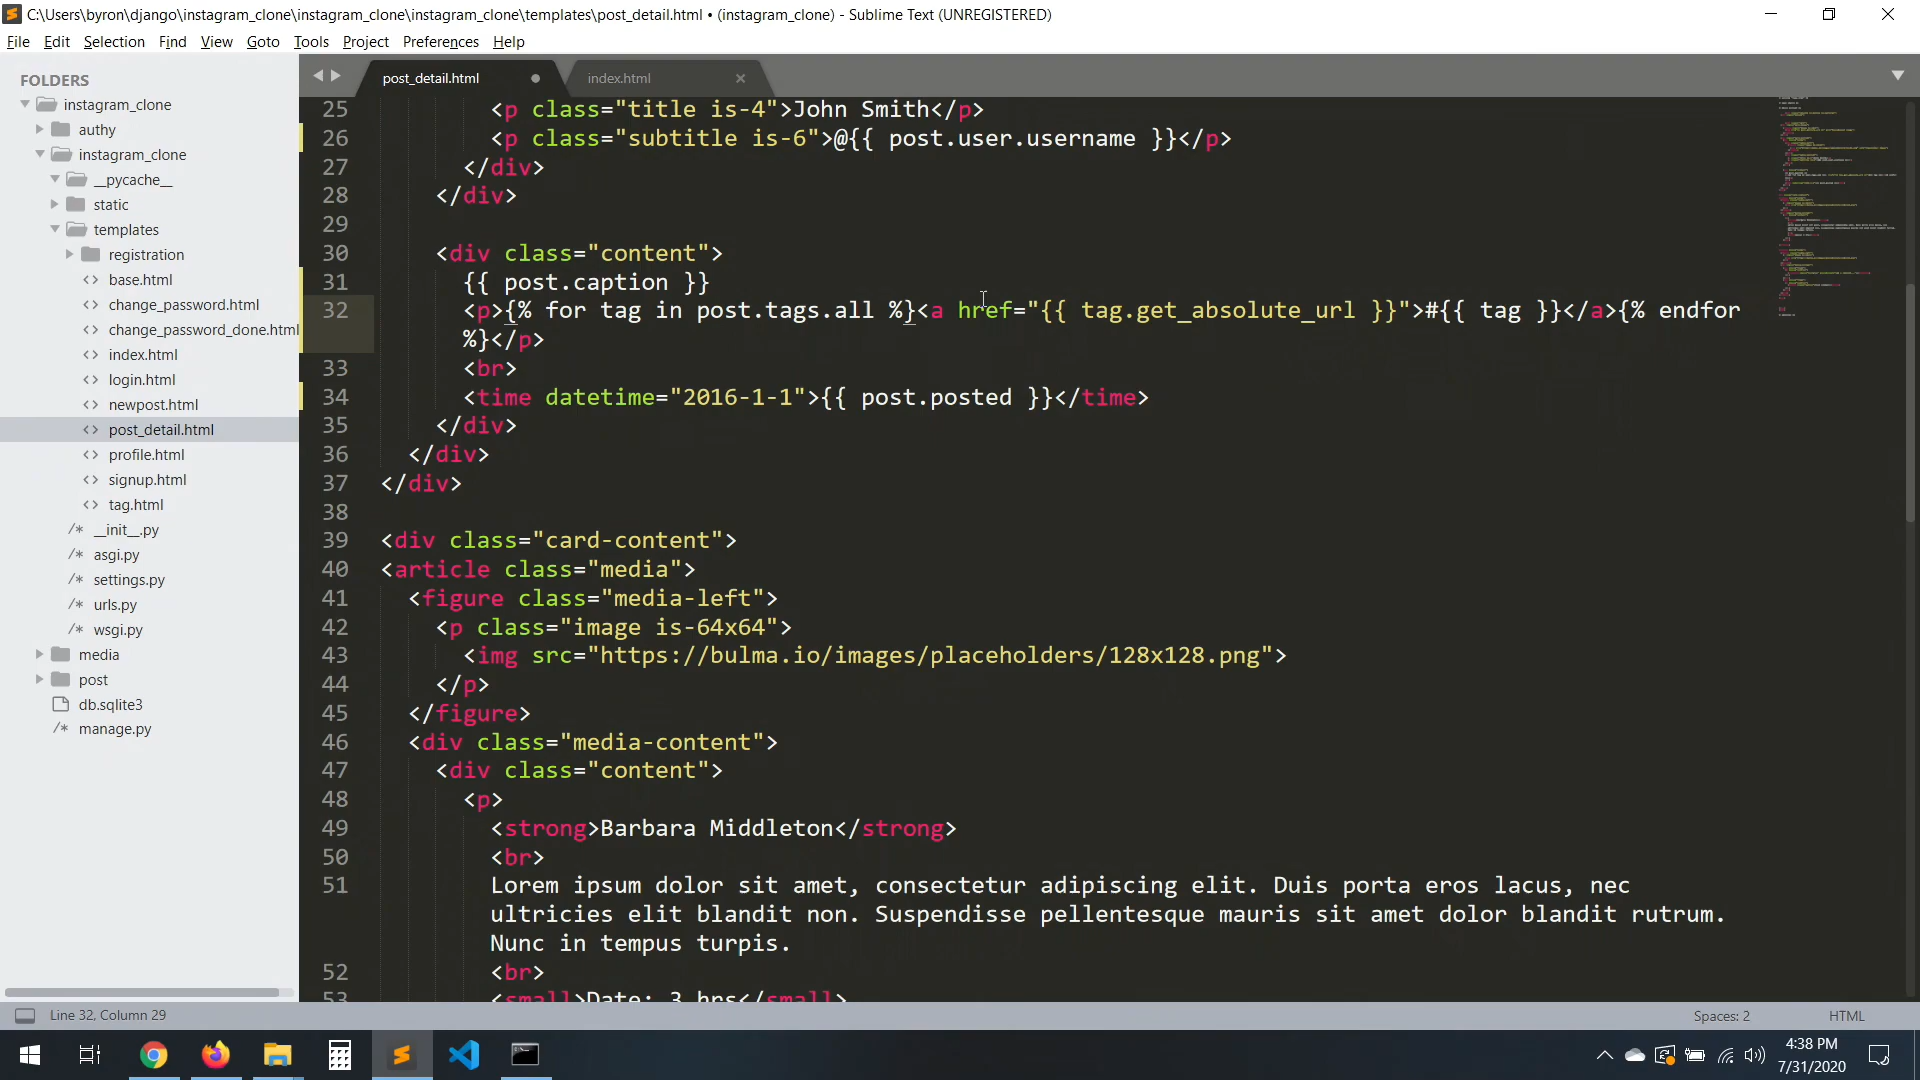 C:\Users\byron\django\instagram_clone\instagram_clone\instagram_clone\templates\post_detail.html • (instagram_clone) - Sublime Text (UNREGISTERED)
File Edit Selection Find View Goto Tools Project Preferences Help
FOLDERS
instagram_clone
authy
instagram_clone
__pycache__
static
templates
registration
<> base.html
<> change_password.html
<> change_password_done.html
<> index.html
<> login.html
<> newpost.html
<> post_detail.html
<> profile.html
<> signup.html
<> tag.html
/* __init__.py
/* asgi.py
/* settings.py
/* urls.py
/* wsgi.py
media
post
db.sqlite3
/* manage.py
post_detail.html index.html
25 <p class="title is-4">John Smith</p>
26 <p class="subtitle is-6">@{{ post.user.username }}</p>
27 </div>
28 </div>
29
30 <div class="content">
31 {{ post.caption }}
32 <p>{% for tag in post.tags.all %}<a href="{{ tag.get_absolute_url }}">#{{ tag }}</a>{% endfor
%}</p>
33 <br>
34 <time datetime="2016-1-1">{{ post.posted }}</time>
35 </div>
36 </div>
37 </div>
38
39 <div class="card-content">
40 <article class="media">
41 <figure class="media-left">
42 <p class="image is-64x64">
43 <img src="https://bulma.io/images/placeholders/128x128.png">
44 </p>
45 </figure>
46 <div class="media-content">
47 <div class="content">
48 <p>
49 <strong>Barbara Middleton</strong>
50 <br>
51 Lorem ipsum dolor sit amet, consectetur adipiscing elit. Duis porta eros lacus, nec
ultricies elit blandit non. Suspendisse pellentesque mauris sit amet dolor blandit rutrum.
Nunc in tempus turpis.
52 <br>
53 <small>Date: 3 hrs</small>
Line 32, Column 29 Spaces: 2 HTML
4:38 PM
7/31/2020